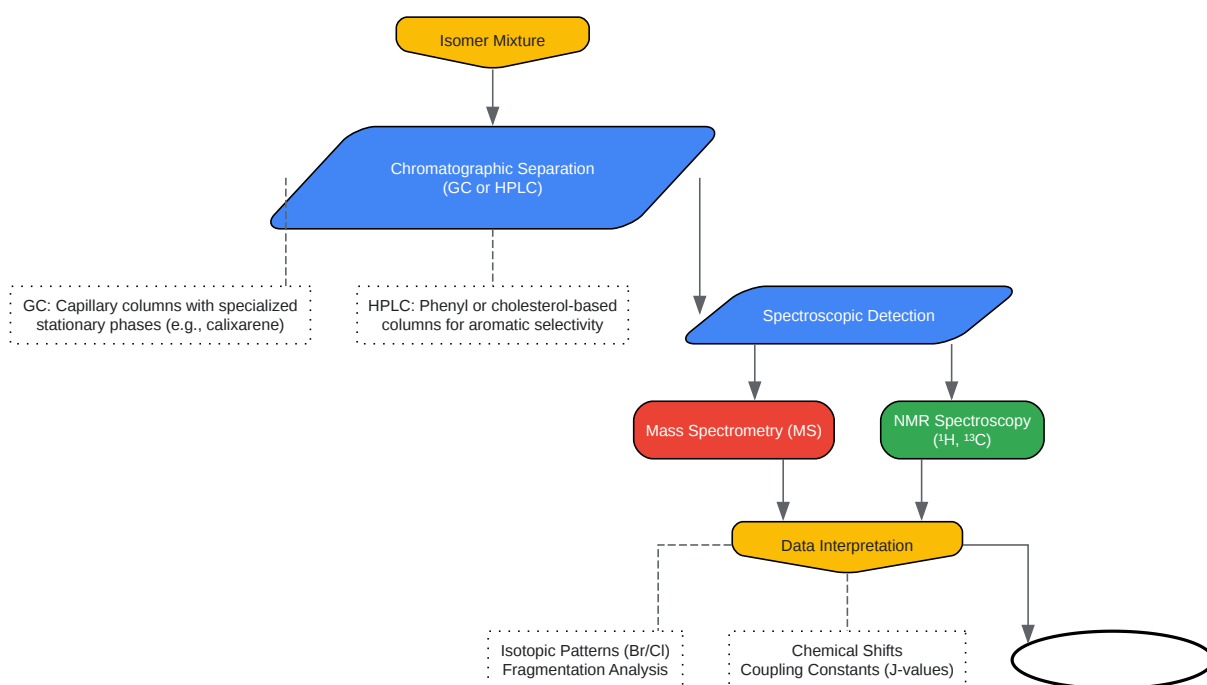 Isomer Mixture
Chromatographic Separation
(GC or HPLC)
GC: Capillary columns with specialized
stationary phases (e.g., calixarene)
HPLC: Phenyl or cholesterol-based
columns for aromatic selectivity
Spectroscopic Detection
Mass Spectrometry (MS)
NMR Spectroscopy
(¹H, ¹³C)
Data Interpretation
Isotopic Patterns (Br/Cl)
Fragmentation Analysis
Chemical Shifts
Coupling Constants (J-values)